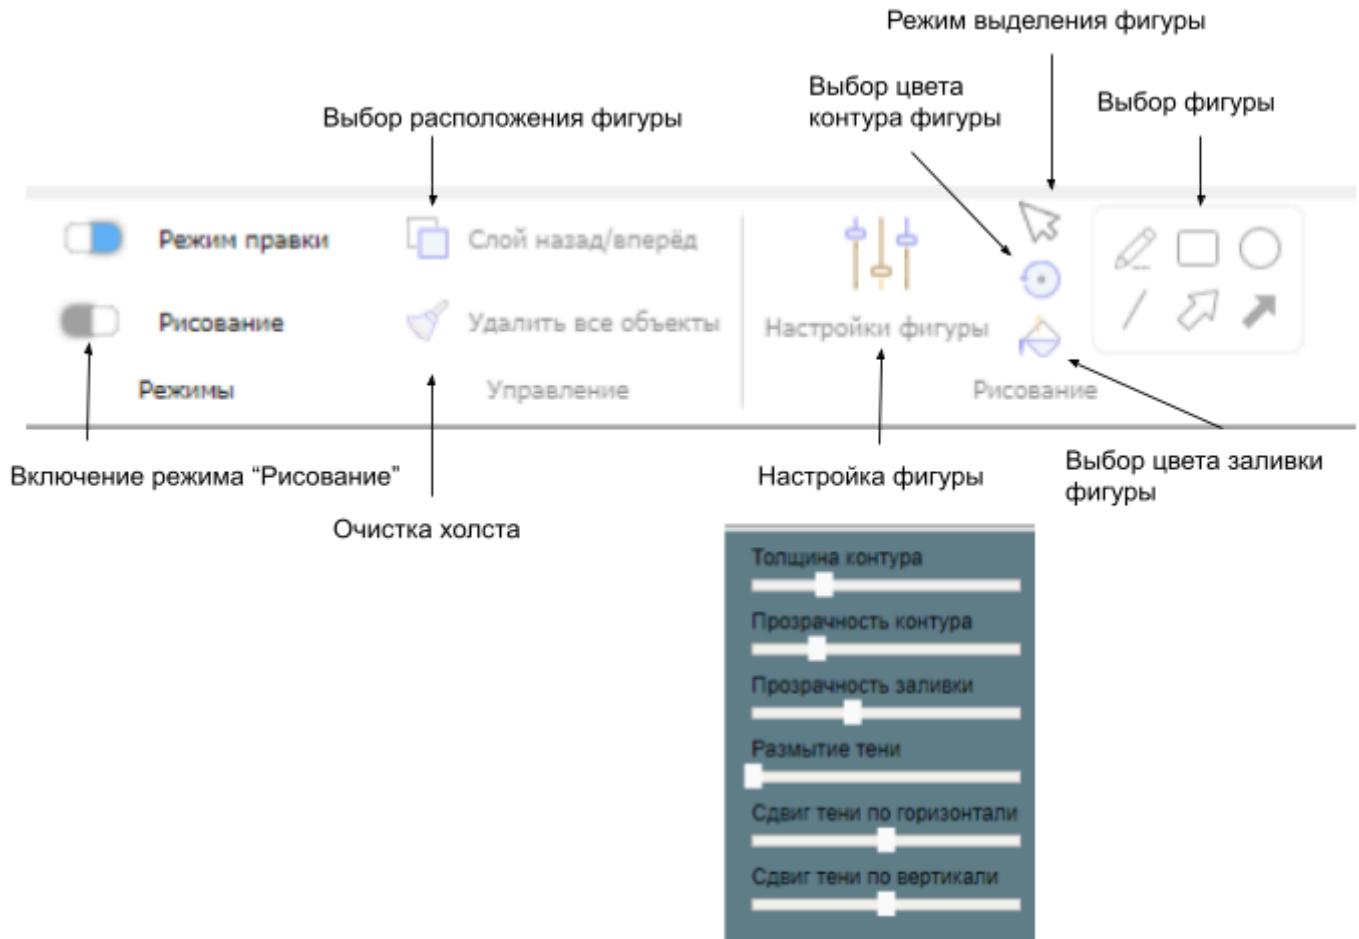 Режим выделения фигуры
Выбор цвета
контура фигуры
Выбор фигуры
Выбор расположения фигуры
Режим правки
Слой назад/вперёд
Рисование
Удалить все объекты
Настройки фигуры
Режимы
Управление
Рисование
Включение режима “Рисование”
Настройка фигуры
Выбор цвета заливки
фигуры
Очистка холста
Толщина контура
Прозрачность контура
Прозрачность заливки
Размытие тени
Сдвиг тени по горизонтали
Сдвиг тени по вертикали